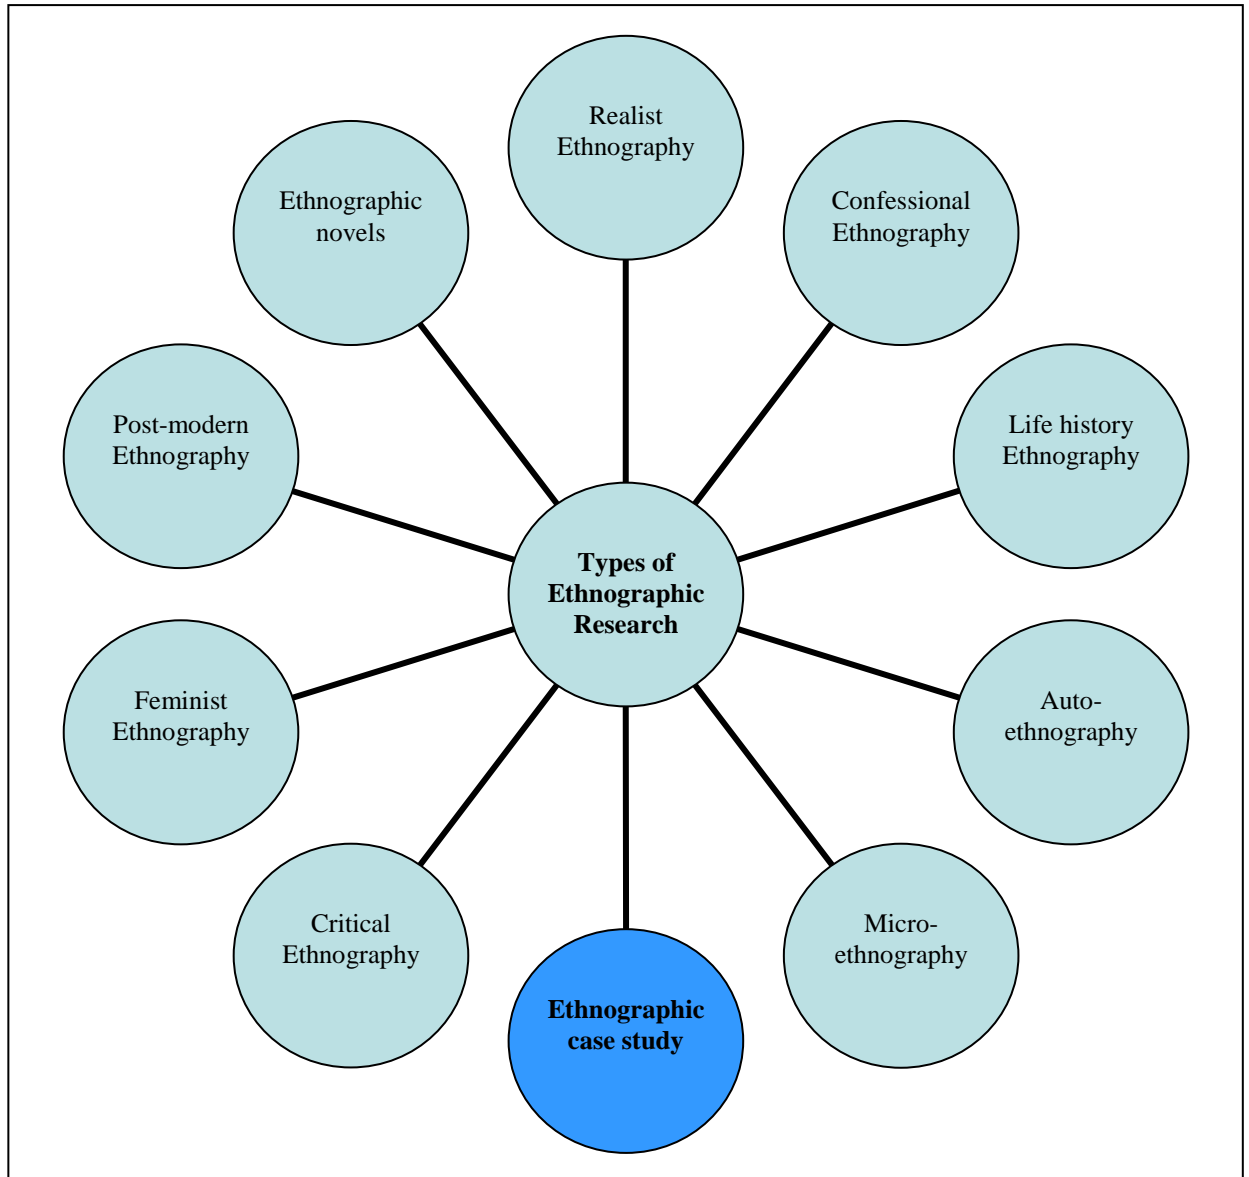 Realist
Ethnography
Confessional
Ethnography
Life history
Ethnography
Auto-
ethnography
Micro-
ethnography
Ethnographic
case study
Critical
Ethnography
Feminist
Ethnography
Post-modern
Ethnography
Ethnographic
novels
Types of
Ethnographic
Research